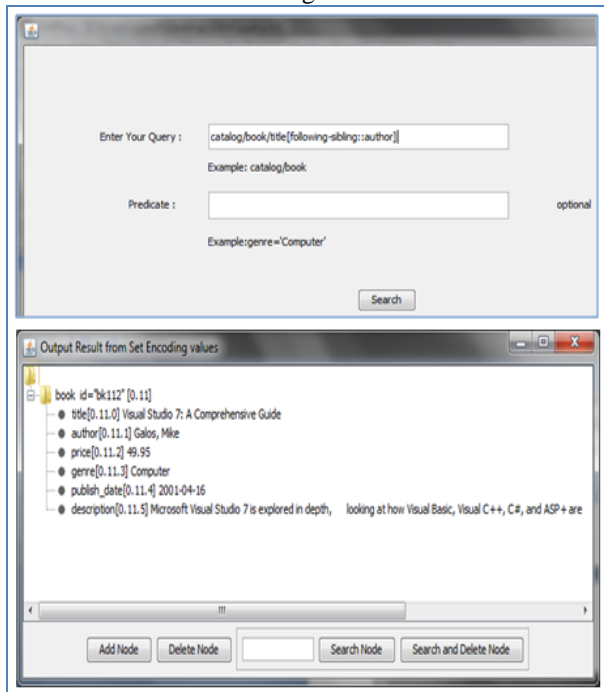 Enter Your Query : catalog/book/title[following-sibling::author]
Example: catalog/book
Predicate : optional
Example:genre='Computer'
Search
Output Result from Set Encoding values
book id="bk112" [0.11]
title[0.11.0] Visual Studio 7: A Comprehensive Guide
author[0.11.1] Galos, Mike
price[0.11.2] 49.95
genre[0.11.3] Computer
publish_date[0.11.4] 2001-04-16
description[0.11.5] Microsoft Visual Studio 7 is explored in depth, looking at how Visual Basic, Visual C++, C#, and ASP+ are
Add Node Delete Node Search Node Search and Delete Node